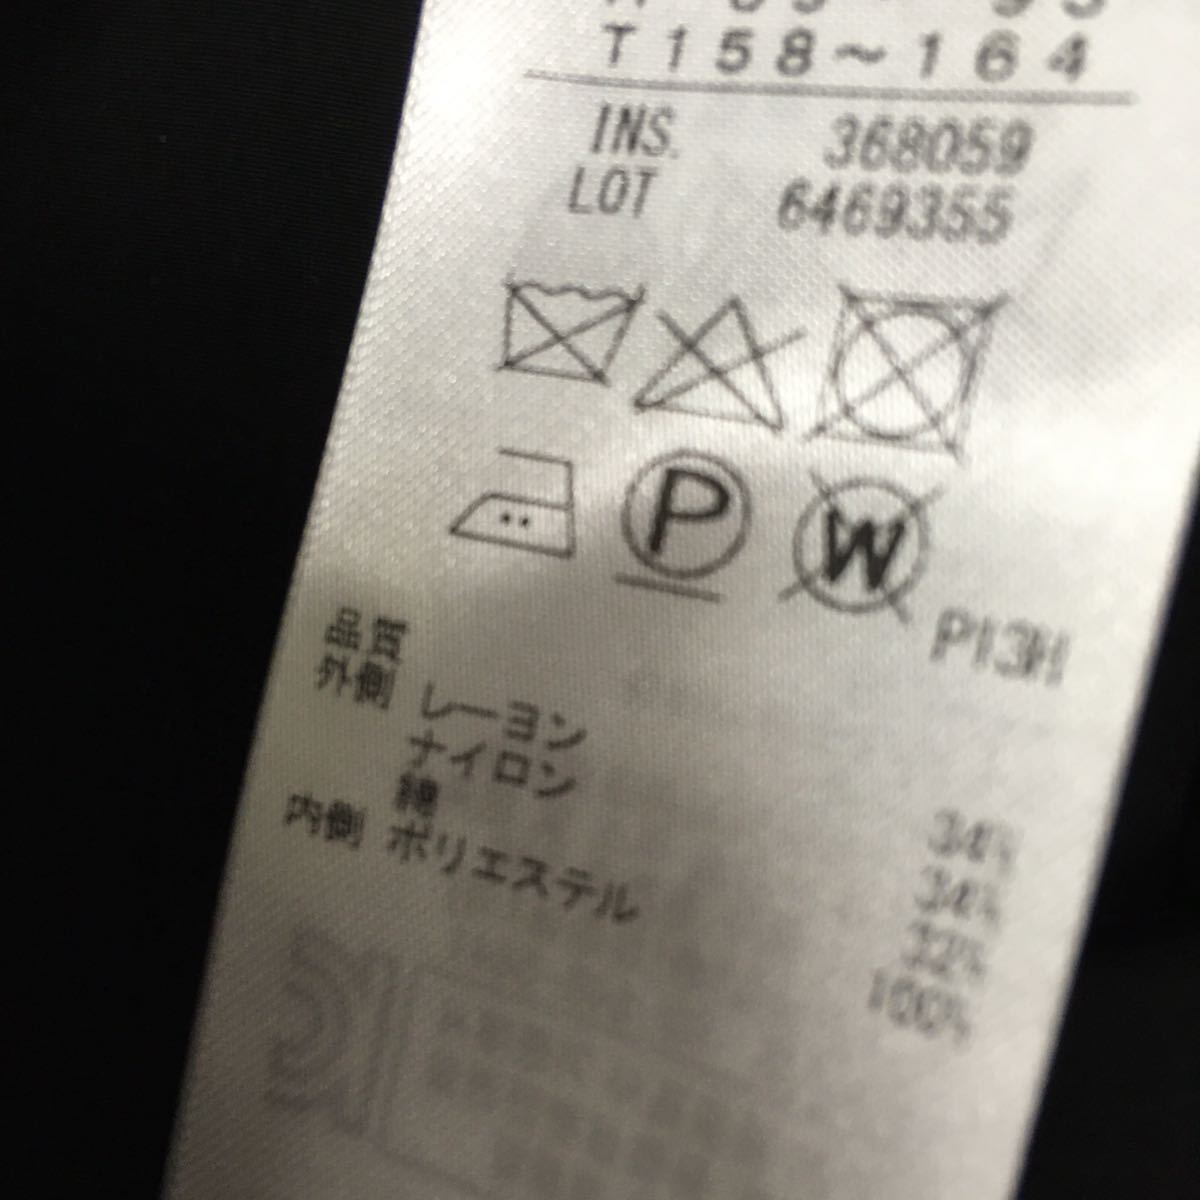 T158～164
INS. 368059
LOT 6469355
P
W
P13H
品質
外側 レーヨン 34%
ナイロン 34%
綿 32%
内側 ポリエステル 100%